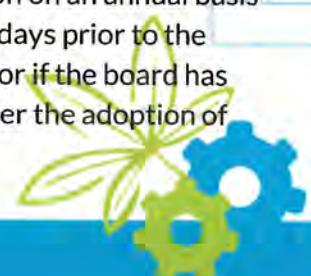 on an annual basis
days prior to the
or if the board has
er the adoption of